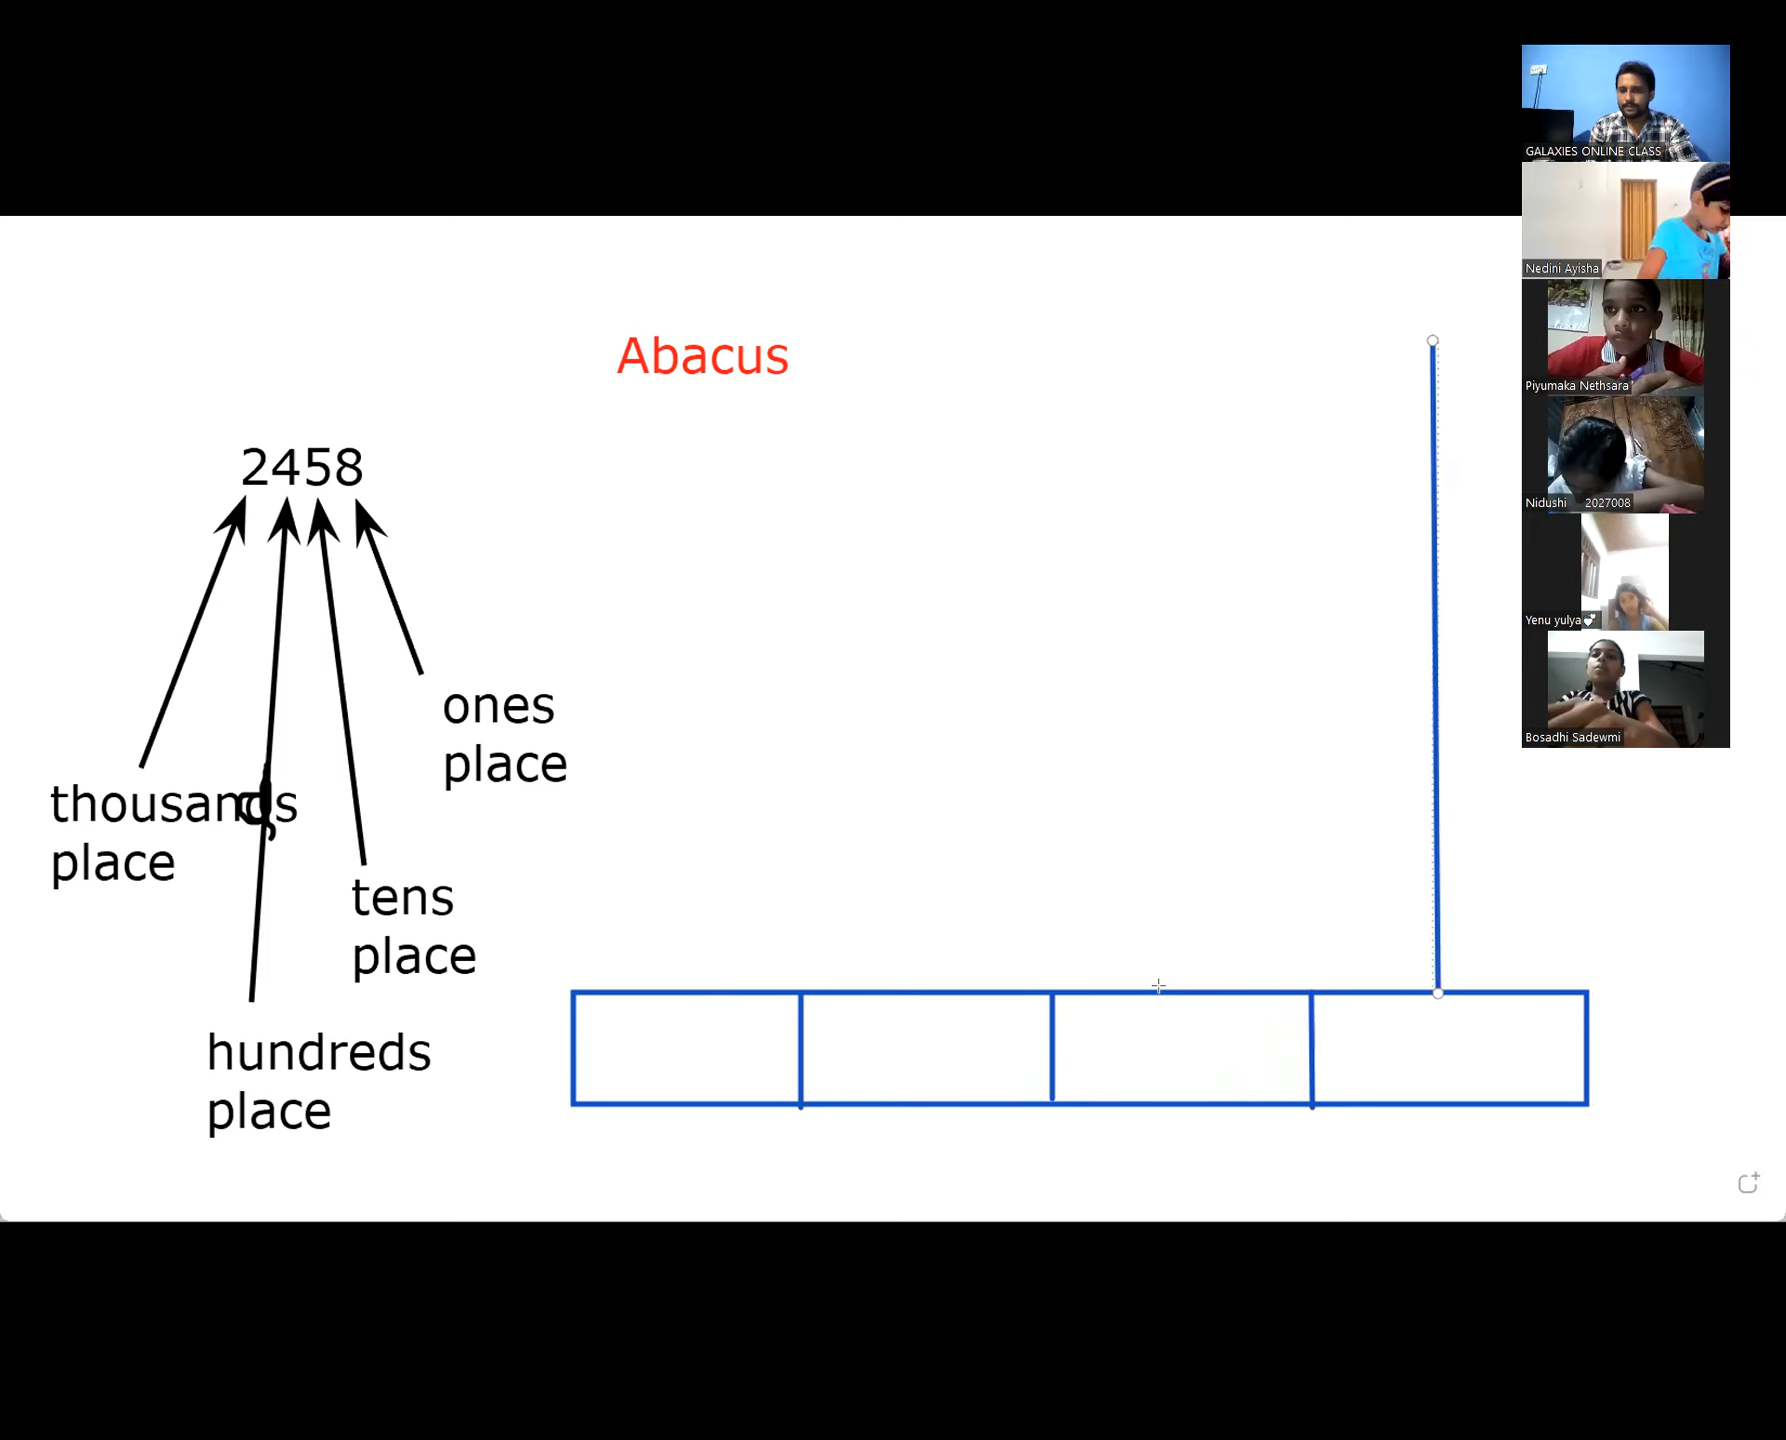 GALAXIES ONLINE CLASS
Nedini Ayisha
Abacus
Piyumaka Nethsara
2458
Nidushi 2027008
Yenu yulya💕
ones
place
Bosadhi Sadewmi
thousands
place
tens
place
hundreds
place